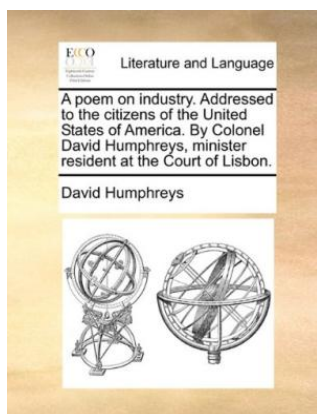 ECCO
Literature and Language
A poem on industry. Addressed
to the citizens of the United
States of America. By Colonel
David Humphreys, minister
resident at the Court of Lisbon.
David Humphreys